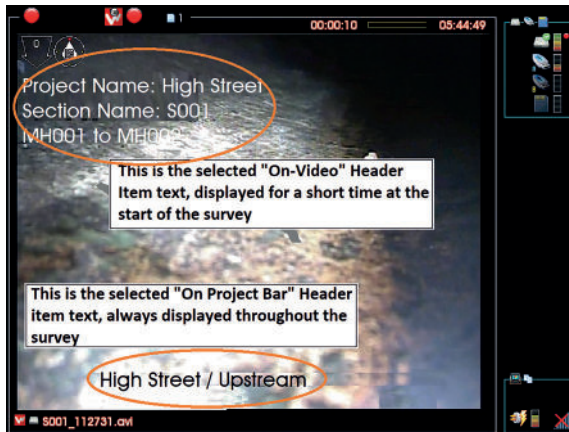 1
00:00:10
05:44:49
Project Name: High Street
Section Name: S001
MH001 to MH002
This is the selected "On-Video" Header
Item text, displayed for a short time at the
start of the survey
This is the selected "On Project Bar" Header
item text, always displayed throughout the
survey
High Street / Upstream
S001_112731.avi